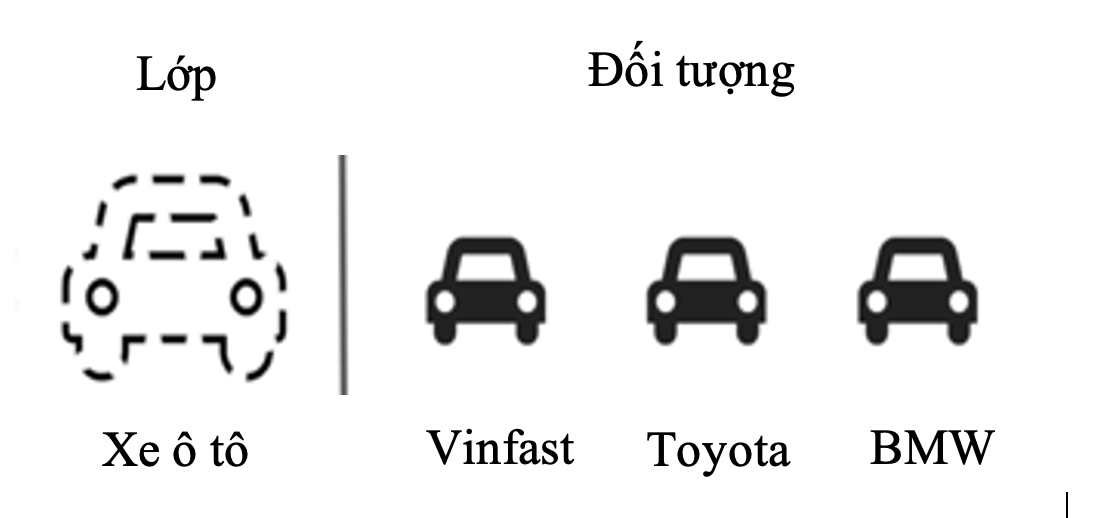 Lớp Đối tượng
Xe ô tô Vinfast Toyota BMW